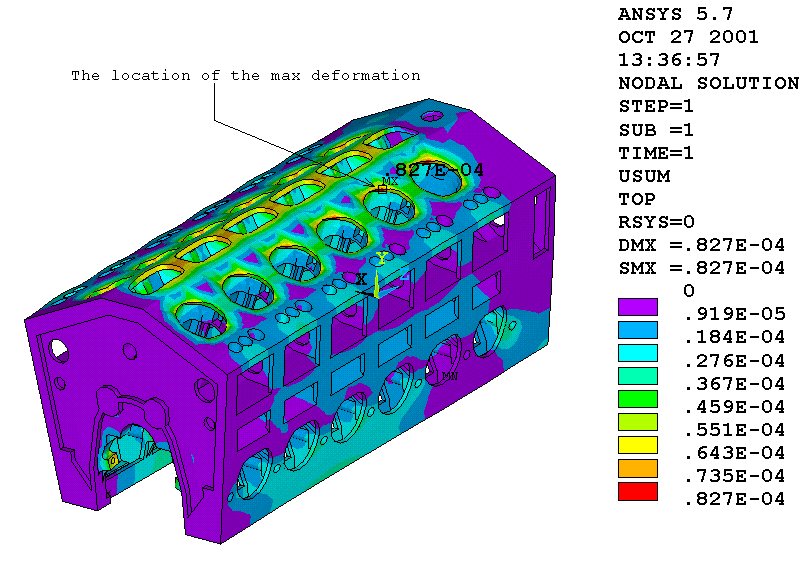 ANSYS 5.7
OCT 27 2001
13:36:57
NODAL SOLUTION
STEP=1
SUB =1
TIME=1
USUM
TOP
RSYS=0
DMX =.827E-04
SMX =.827E-04
0
.919E-05
.184E-04
.276E-04
.367E-04
.459E-04
.551E-04
.643E-04
.735E-04
.827E-04
The location of the max deformation
.827E-04
MX
Y
X
MN